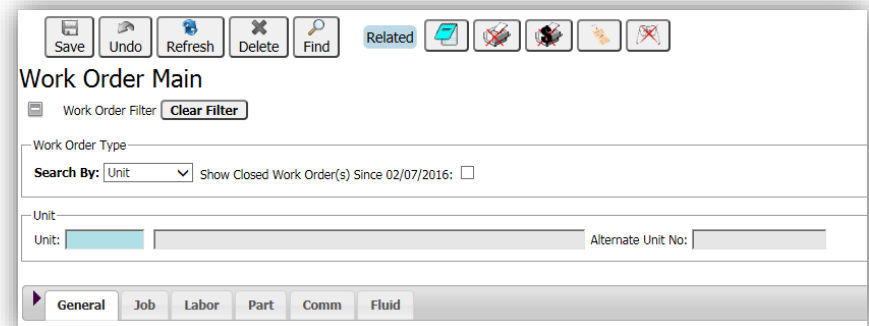 Save Undo Refresh Delete Find Related
Work Order Main
Work Order Filter Clear Filter
Work Order Type
Search By: Unit Show Closed Work Order(s) Since 02/07/2016:
Unit
Unit: Alternate Unit No:
General Job Labor Part Comm Fluid